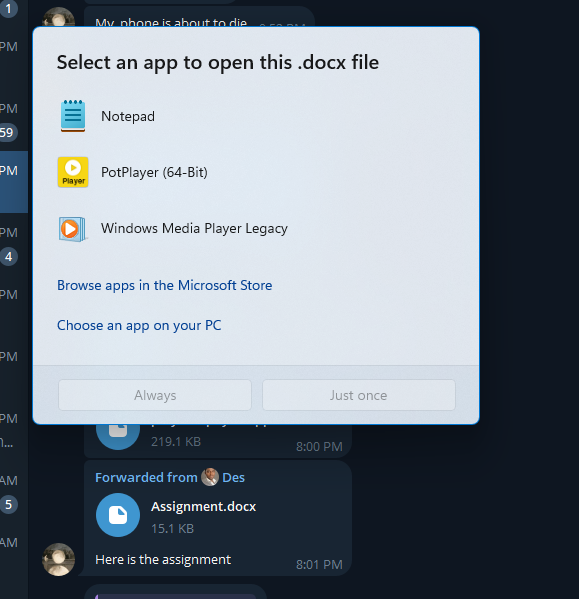 1
My phone is about to die
PM
Select an app to open this .docx file
Notepad
PM
59
PM
PotPlayer (64-Bit)
Player
PM
Windows Media Player Legacy
4
PM
Browse apps in the Microsoft Store
Choose an app on your PC
PM
Always
Just once
PM
219.1 KB
8:00 PM
AM
Forwarded from Des
5
Assignment.docx
15.1 KB
AM
Here is the assignment
8:01 PM